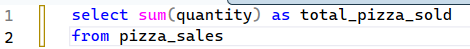 1 select sum(quantity) as total_pizza_sold
2 from pizza_sales